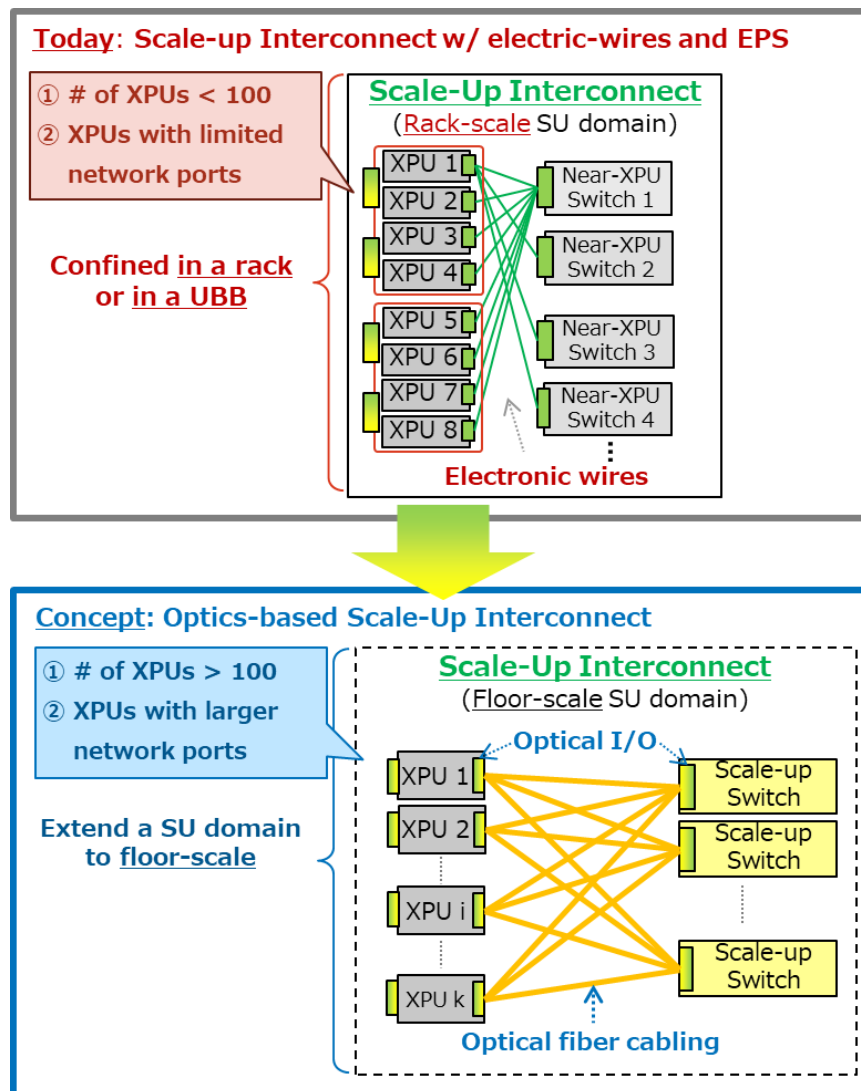 Today: Scale-up Interconnect w/ electric-wires and EPS
① # of XPUs < 100
② XPUs with limited
network ports
Confined in a rack
or in a UBB
Scale-Up Interconnect
(Rack-scale SU domain)
XPU 1
XPU 2
XPU 3
XPU 4
XPU 5
XPU 6
XPU 7
XPU 8
Near-XPU
Switch 1
Near-XPU
Switch 2
Near-XPU
Switch 3
Near-XPU
Switch 4
Electronic wires
Concept: Optics-based Scale-Up Interconnect
① # of XPUs > 100
② XPUs with larger
network ports
Extend a SU domain
to floor-scale
Scale-Up Interconnect
(Floor-scale SU domain)
Optical I/O
XPU 1
XPU 2
XPU i
XPU k
Scale-up
Switch
Scale-up
Switch
Scale-up
Switch
Optical fiber cabling